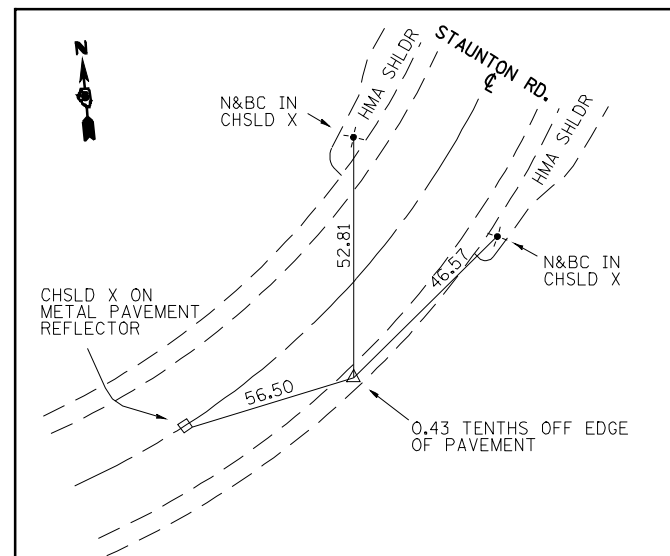 N
STAUNTON RD.
℄
N&BC IN
CHSLD X
HMA SHLDR
HMA SHLDR
52.81
46.57
N&BC IN
CHSLD X
CHSLD X ON
METAL PAVEMENT
REFLECTOR
56.50
0.43 TENTHS OFF EDGE
OF PAVEMENT